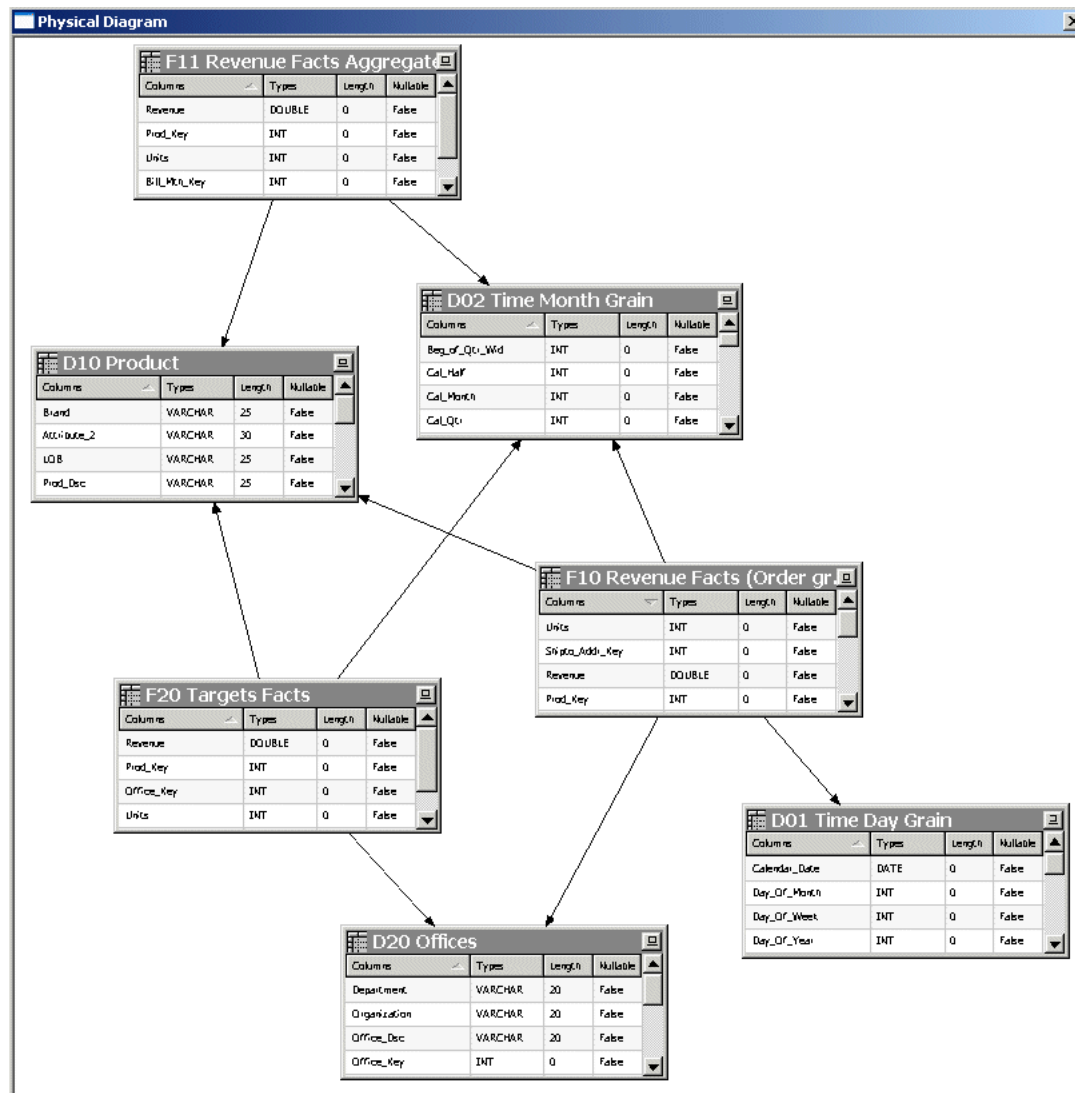 Physical Diagram
F11 Revenue Facts Aggregate
Columns Types Length Nullable
Revenue DOUBLE 0 False
Prod_Key INT 0 False
Units INT 0 False
Bill_Mth_Key INT 0 False
D02 Time Month Grain
Columns Types Length Nullable
Beg_of_Qtr_Wid INT 0 False
Cal_Half INT 0 False
Cal_Month INT 0 False
Cal_Qtr INT 0 False
D10 Product
Columns Types Length Nullable
Brand VARCHAR 25 False
Attribute_2 VARCHAR 30 False
LOB VARCHAR 25 False
Prod_Dsc VARCHAR 25 False
F10 Revenue Facts (Order gr.
Columns Types Length Nullable
Units INT 0 False
Shipto_Addr_Key INT 0 False
Revenue DOUBLE 0 False
Prod_Key INT 0 False
F20 Targets Facts
Columns Types Length Nullable
Revenue DOUBLE 0 False
Prod_Key INT 0 False
Office_Key INT 0 False
Units INT 0 False
D01 Time Day Grain
Columns Types Length Nullable
Calendar_Date DATE 0 False
Day_Of_Month INT 0 False
Day_Of_Week INT 0 False
Day_Of_Year INT 0 False
D20 Offices
Columns Types Length Nullable
Department VARCHAR 20 False
Organization VARCHAR 20 False
Office_Dsc VARCHAR 20 False
Office_Key INT 0 False